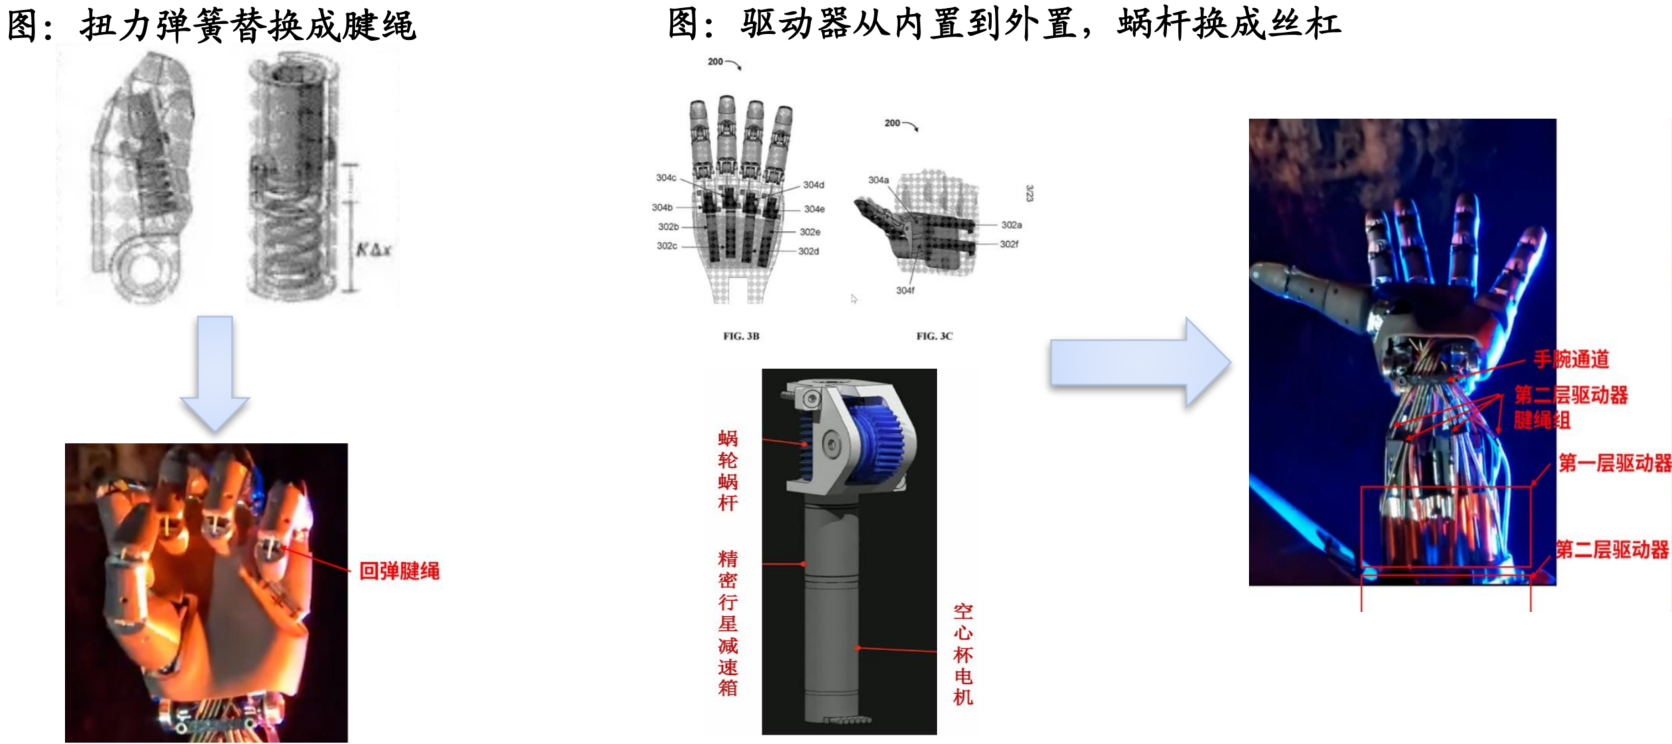 图：扭力弹簧替换成腱绳
KΔx
回弹腱绳
图：驱动器从内置到外置，蜗杆换成丝杠
200
304c
304d
304b
304e
302b
302e
302c
302d
FIG. 3B
200
304a
3/23
302a
302f
304f
FIG. 3C
蜗轮蜗杆
精密行星减速箱
空心杯电机
手腕通道
第二层驱动器
腱绳组
第一层驱动器
第二层驱动器